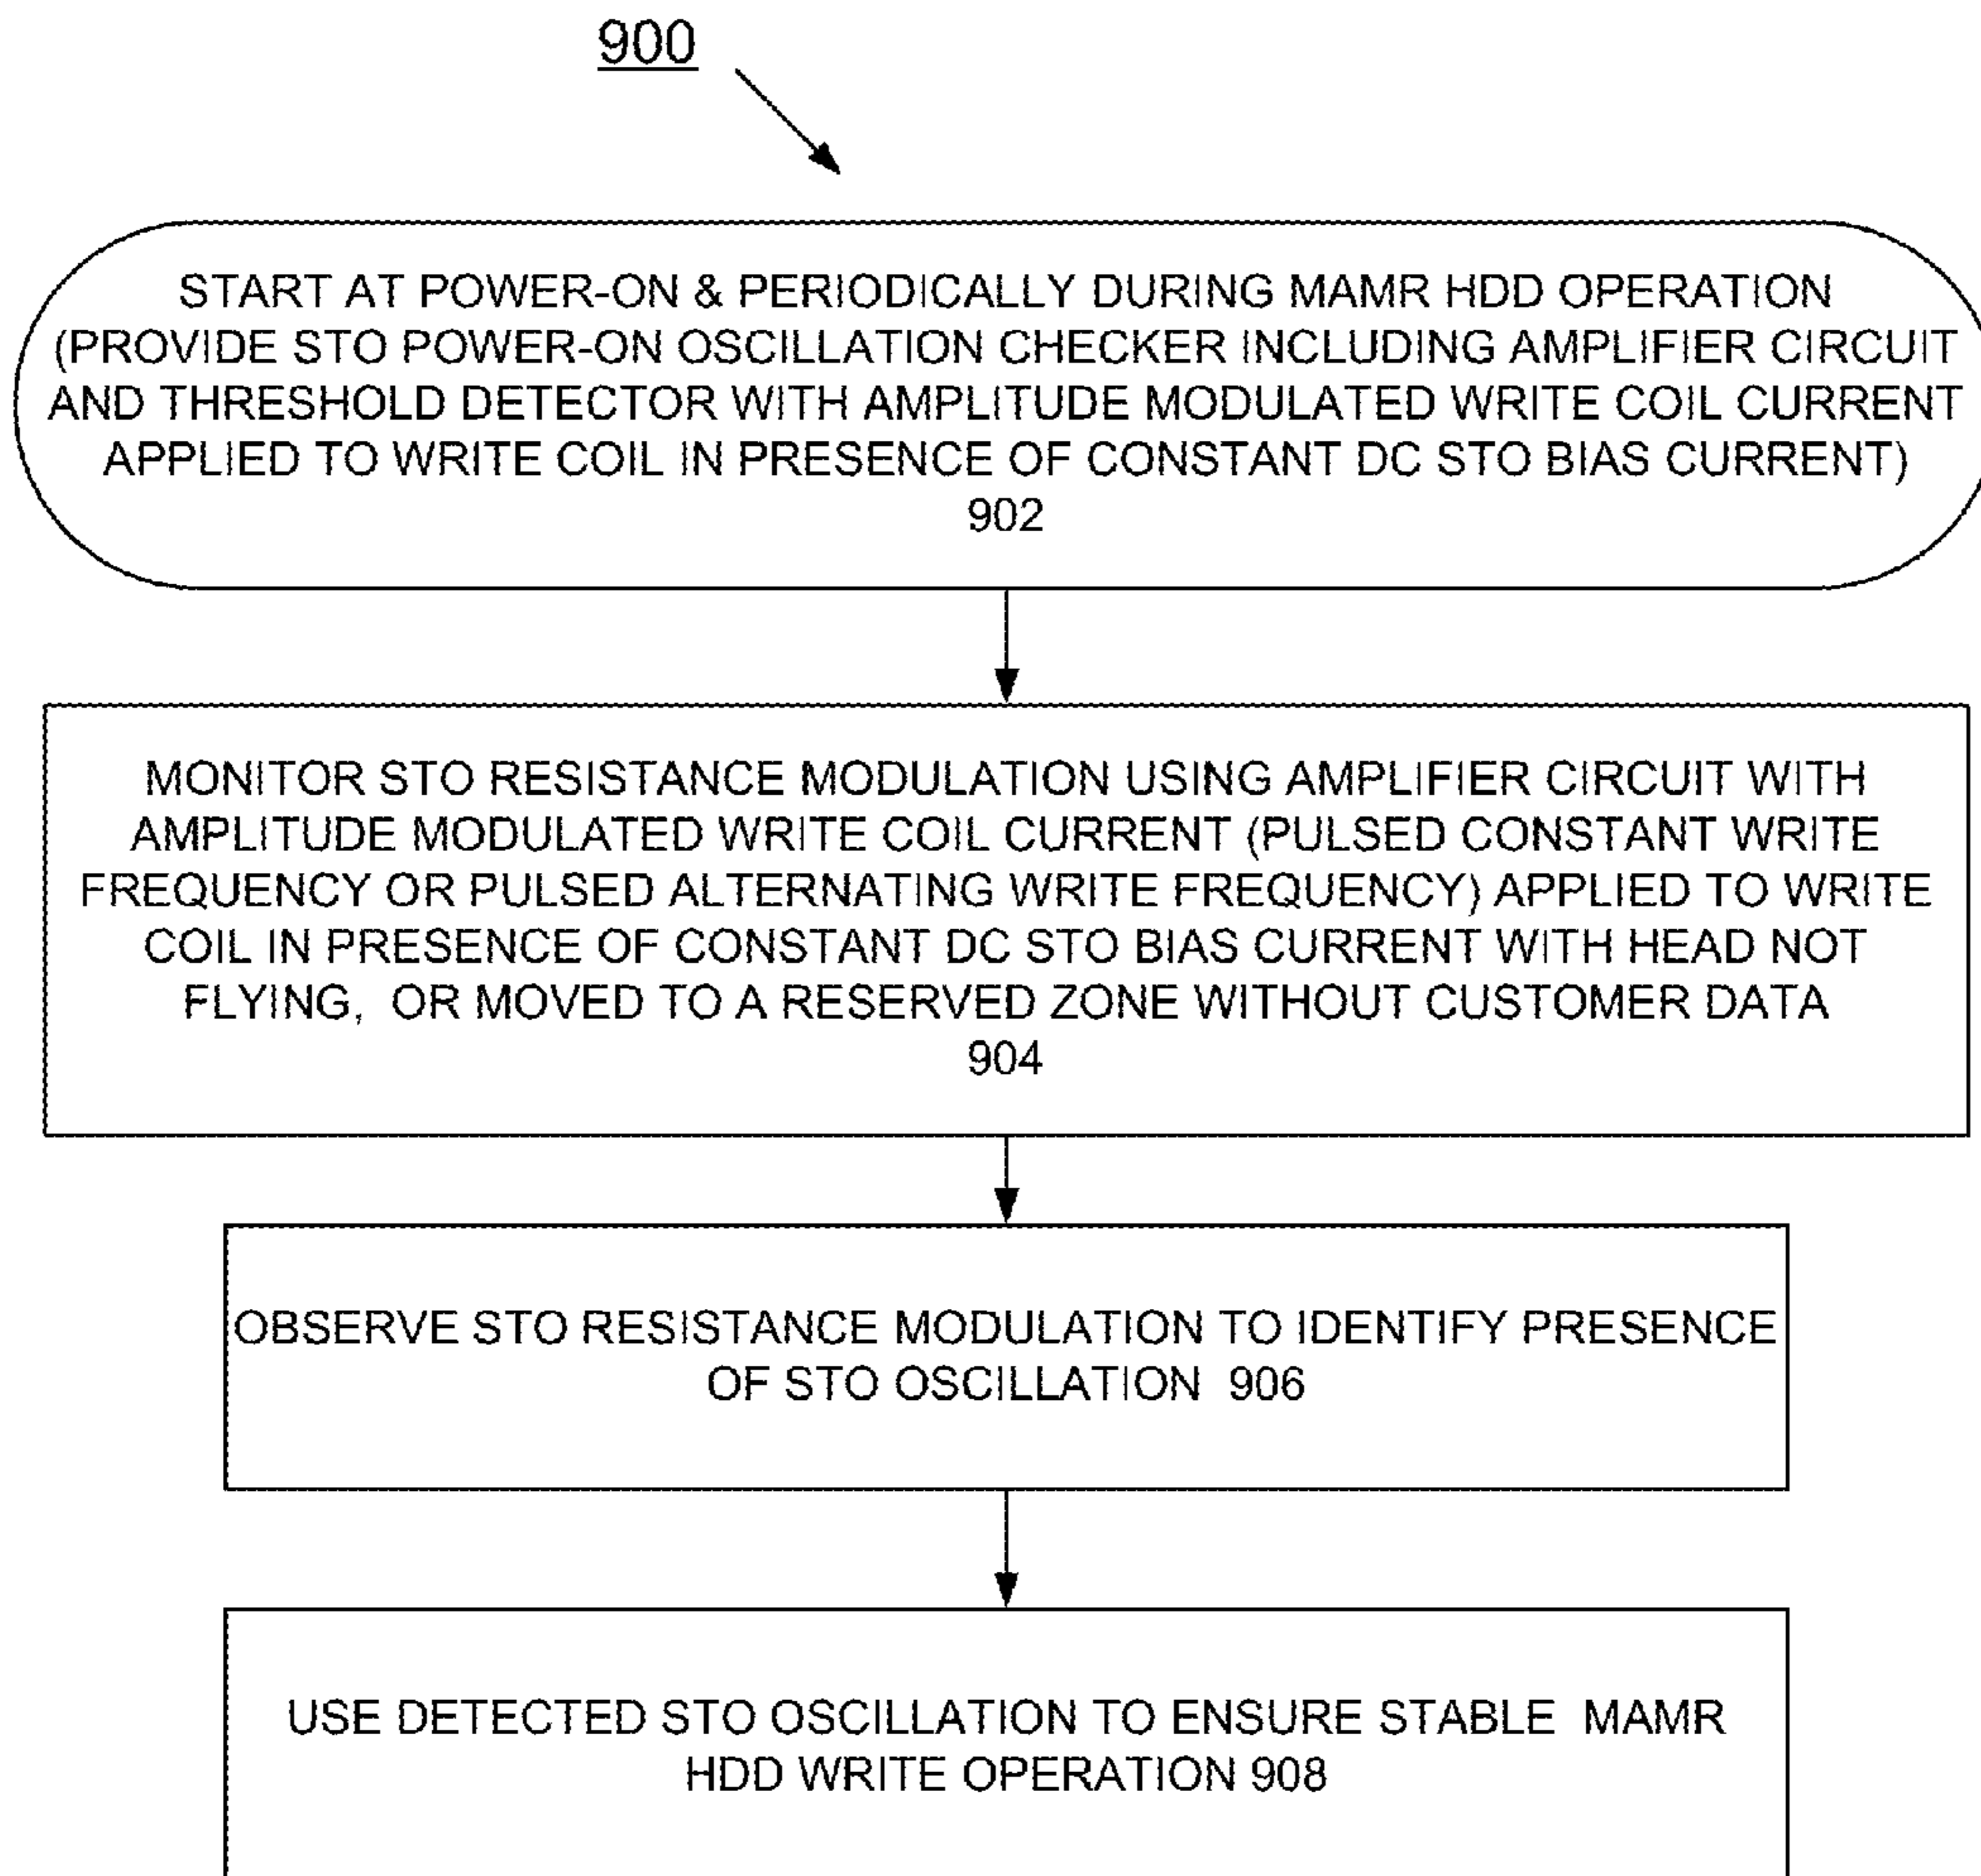 900
START AT POWER-ON & PERIODICALLY DURING MAMR HDD OPERATION
(PROVIDE STO POWER-ON OSCILLATION CHECKER INCLUDING AMPLIFIER CIRCUIT
AND THRESHOLD DETECTOR WITH AMPLITUDE MODULATED WRITE COIL CURRENT
APPLIED TO WRITE COIL IN PRESENCE OF CONSTANT DC STO BIAS CURRENT)
902
MONITOR STO RESISTANCE MODULATION USING AMPLIFIER CIRCUIT WITH
AMPLITUDE MODULATED WRITE COIL CURRENT (PULSED CONSTANT WRITE
FREQUENCY OR PULSED ALTERNATING WRITE FREQUENCY) APPLIED TO WRITE
COIL IN PRESENCE OF CONSTANT DC STO BIAS CURRENT WITH HEAD NOT
FLYING, OR MOVED TO A RESERVED ZONE WITHOUT CUSTOMER DATA
904
OBSERVE STO RESISTANCE MODULATION TO IDENTIFY PRESENCE
OF STO OSCILLATION 906
USE DETECTED STO OSCILLATION TO ENSURE STABLE MAMR
HDD WRITE OPERATION 908